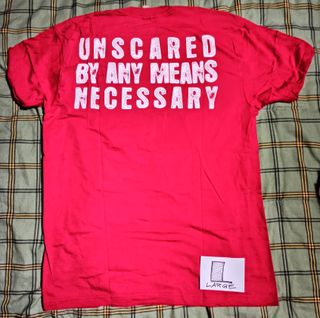 UNSCARED
BY ANY MEANS
NECESSARY
L
LARGE